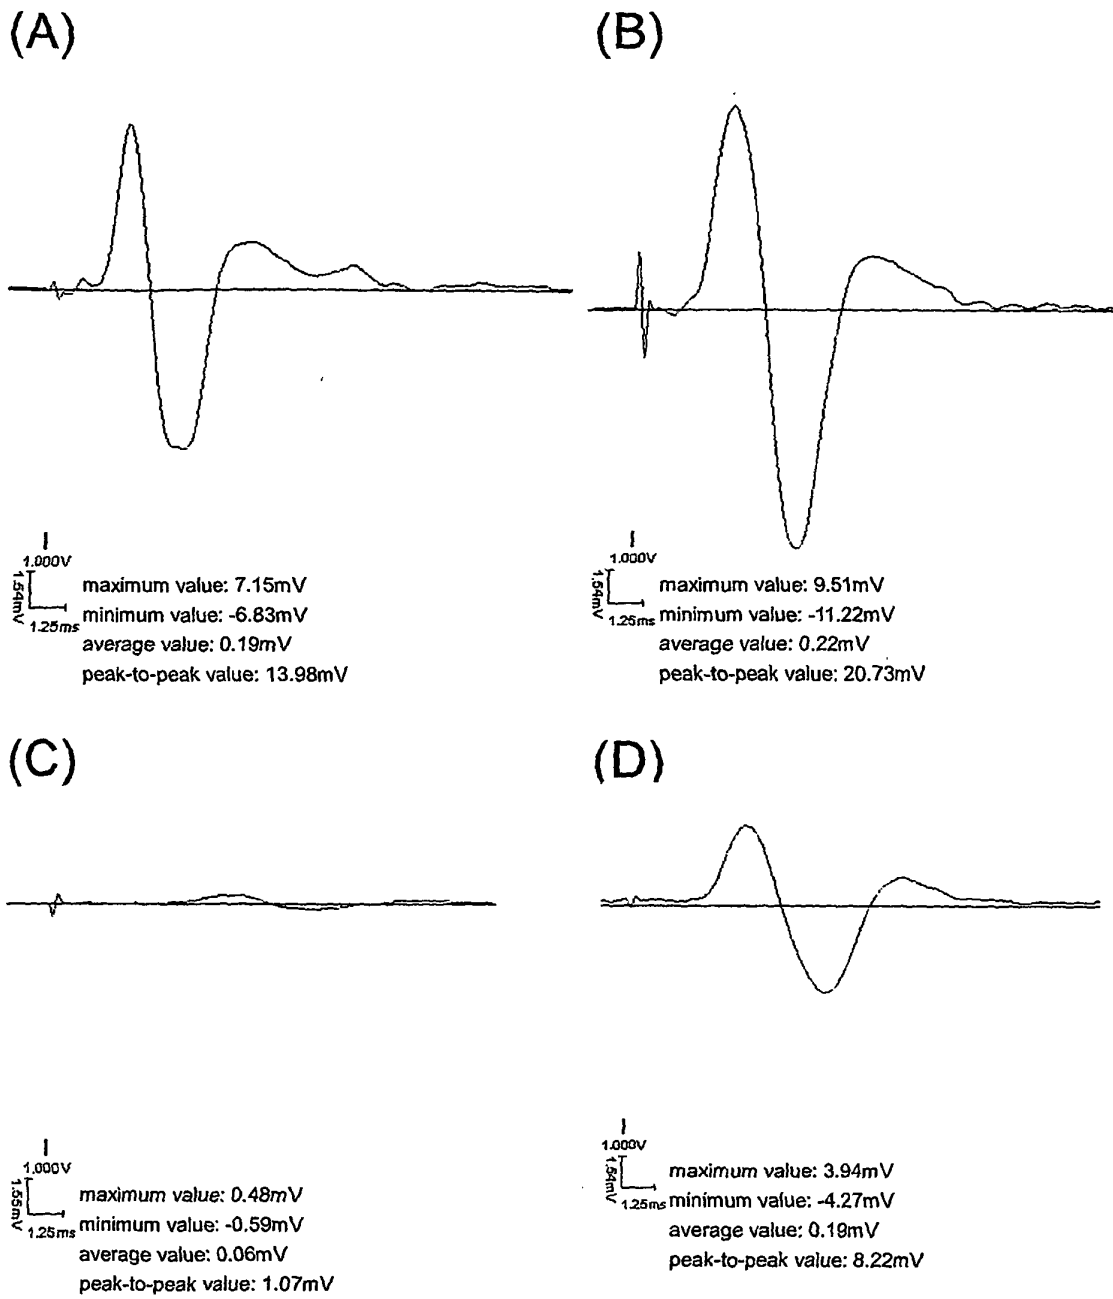 (A)
1.000V
1.54mV
1.25ms
maximum value: 7.15mV
minimum value: -6.83mV
average value: 0.19mV
peak-to-peak value: 13.98mV
(B)
1.000V
1.54mV
1.25ms
maximum value: 9.51mV
minimum value: -11.22mV
average value: 0.22mV
peak-to-peak value: 20.73mV
(C)
1.000V
1.55mV
1.25ms
maximum value: 0.48mV
minimum value: -0.59mV
average value: 0.06mV
peak-to-peak value: 1.07mV
(D)
1.000V
1.54mV
1.25ms
maximum value: 3.94mV
minimum value: -4.27mV
average value: 0.19mV
peak-to-peak value: 8.22mV